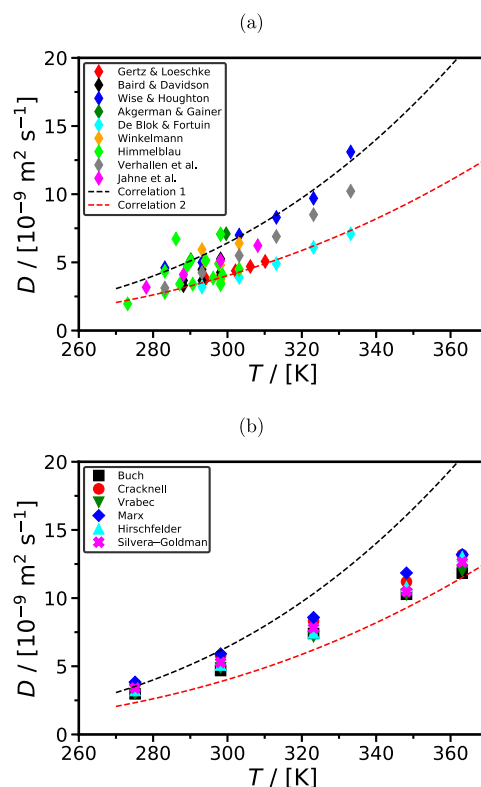 (a)
20
15
10
5
0
D / [10⁻⁹ m² s⁻¹]
Gertz & Loeschke
Baird & Davidson
Wise & Houghton
Akgerman & Gainer
De Blok & Fortuin
Winkelmann
Himmelblau
Verhallen et al.
Jahne et al.
Correlation 1
Correlation 2
260 280 300 320 340 360
T / [K]
(b)
20
15
10
5
0
D / [10⁻⁹ m² s⁻¹]
Buch
Cracknell
Vrabec
Marx
Hirschfelder
Silvera–Goldman
260 280 300 320 340 360
T / [K]